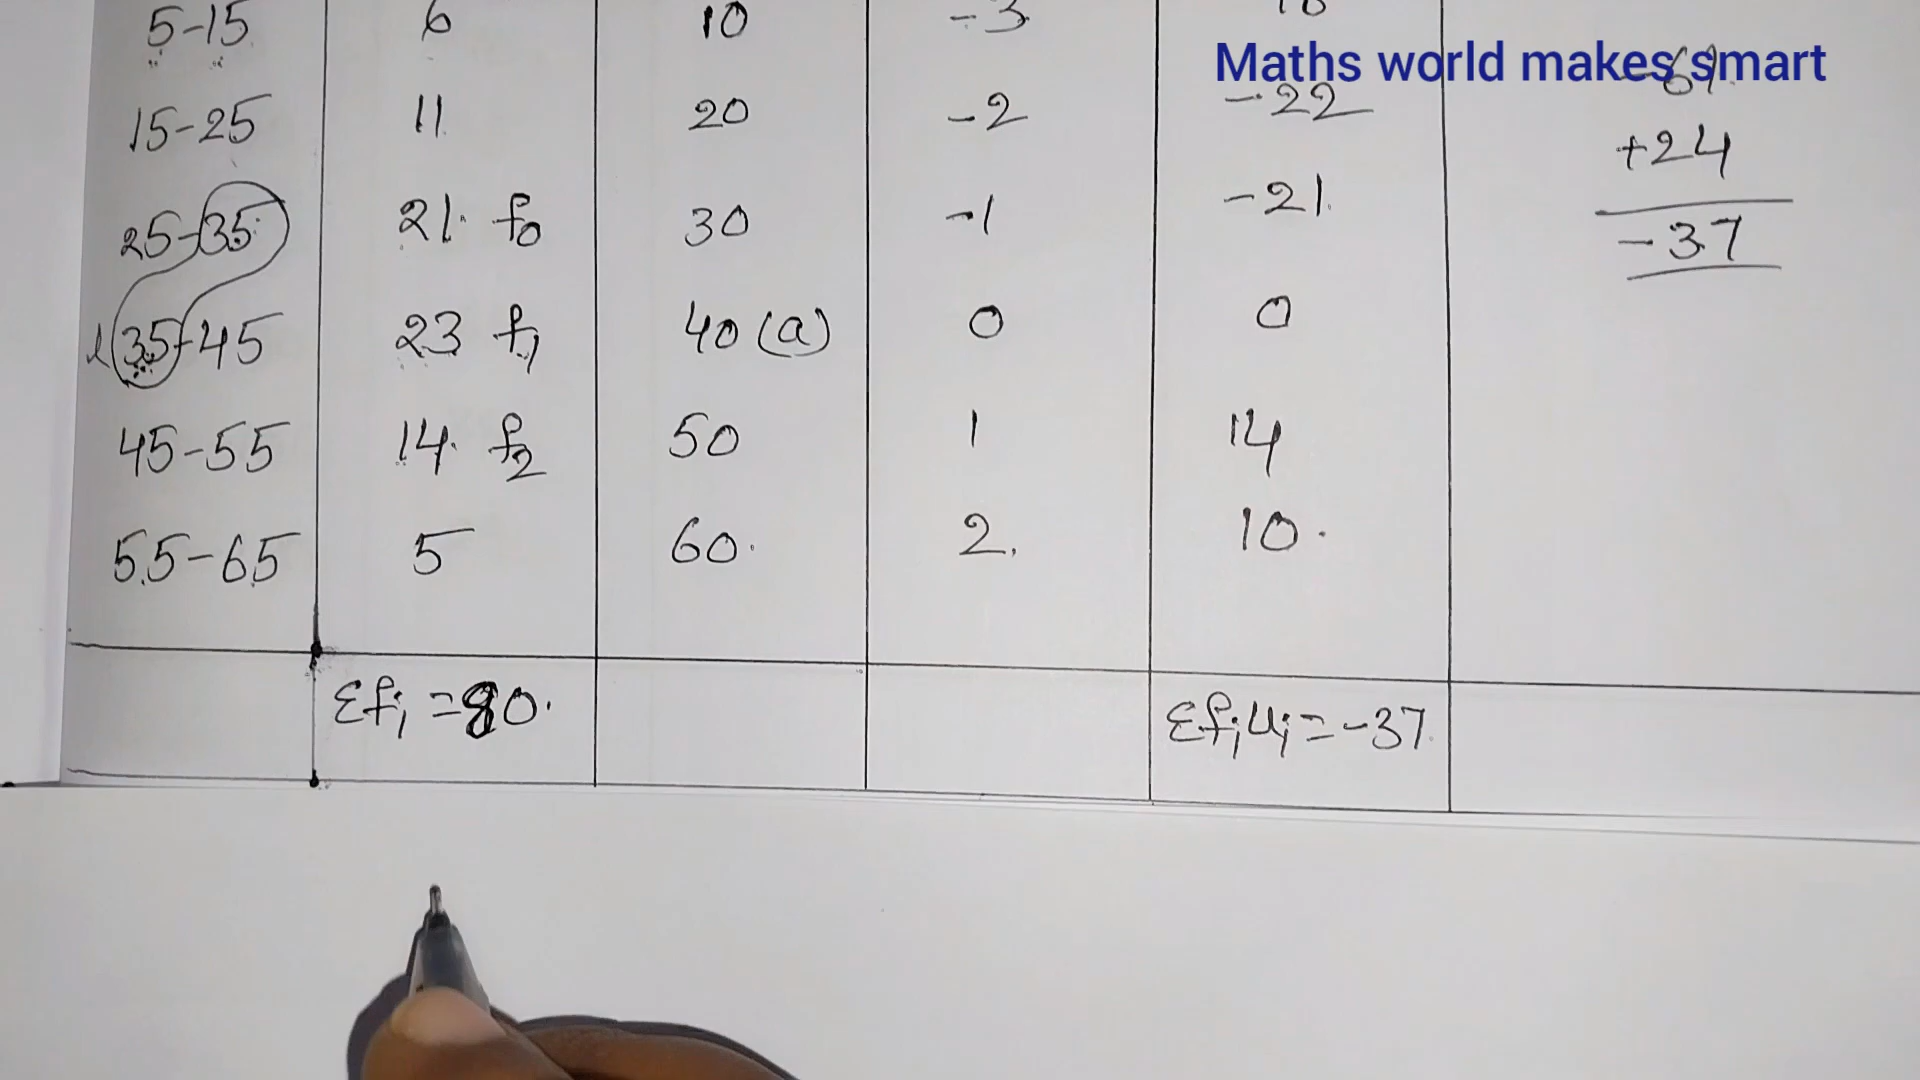 5-15 6 10 -3
Maths world makes smart
15-25 11 20 -2 -22 -61
+24
25-35 21 f₀ 30 -1 -21 -37
l 35-45 23 f₁ 40 (a) 0 0
45-55 14 f₂ 50 1 14
55-65 5 60 2 10
Σfᵢ = 80 Σfᵢuᵢ = -37